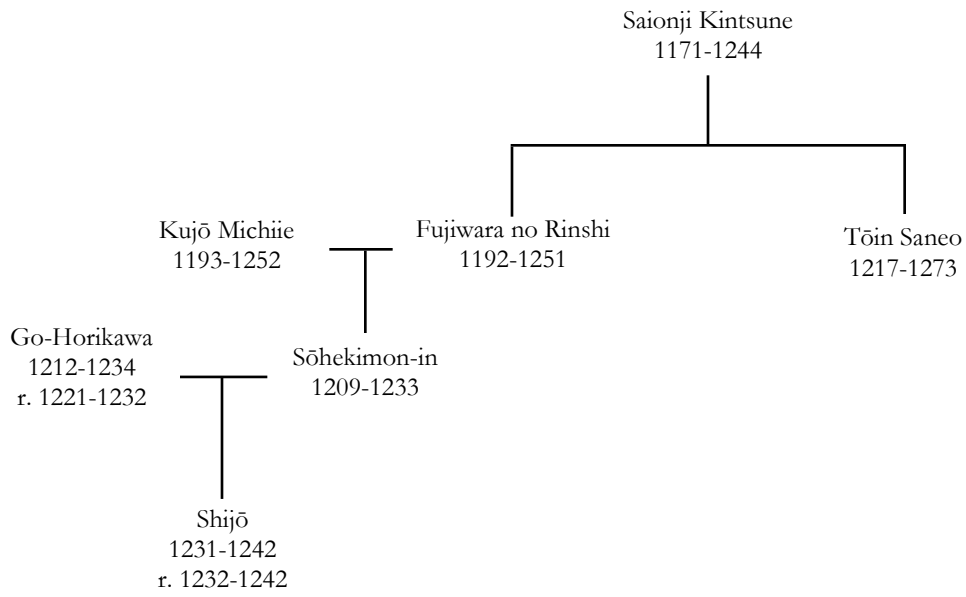 Saionji Kintsune
1171-1244
Kujō Michiie
1193-1252
Fujiwara no Rinshi
1192-1251
Tōin Saneo
1217-1273
Go-Horikawa
1212-1234
r. 1221-1232
Sōhekimon-in
1209-1233
Shijō
1231-1242
r. 1232-1242